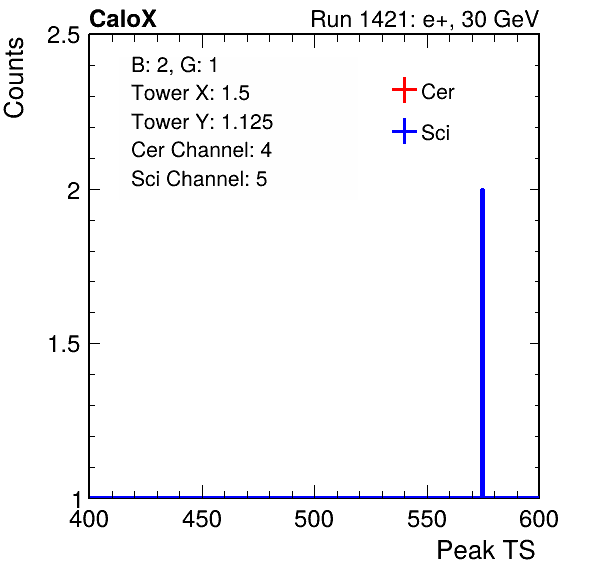 CaloX Run 1421: e+, 30 GeV
Counts
2.5
B: 2, G: 1
Tower X: 1.5
Tower Y: 1.125
Cer Channel: 4
Sci Channel: 5
Cer
Sci
2
1.5
1
400 450 500 550 600
Peak TS